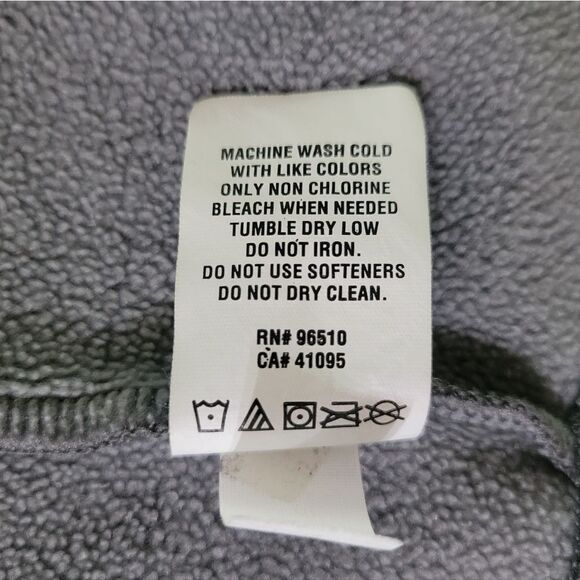 MACHINE WASH COLD
WITH LIKE COLORS
ONLY NON CHLORINE
BLEACH WHEN NEEDED
TUMBLE DRY LOW
DO NOT IRON.
DO NOT USE SOFTENERS
DO NOT DRY CLEAN.
RN# 96510
CA# 41095